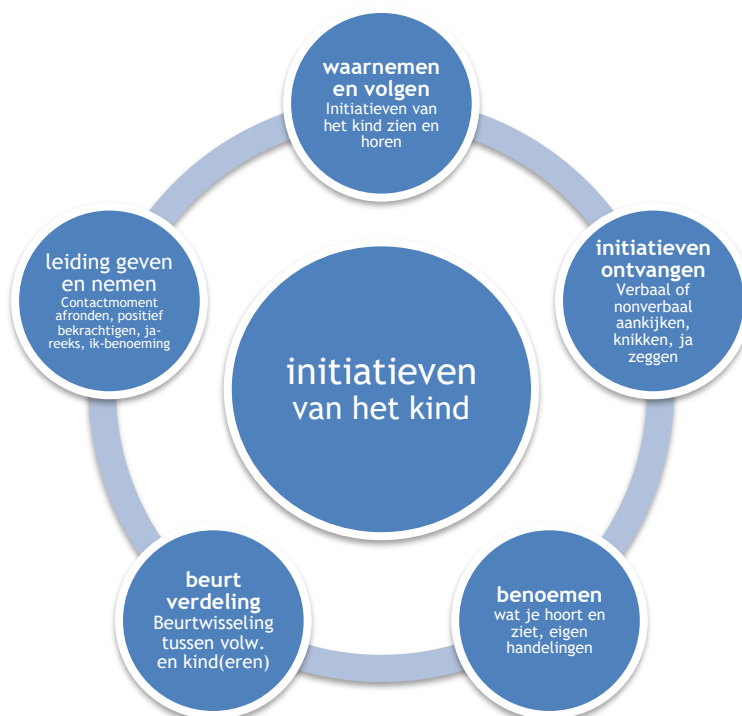 waarnemen
en volgen
Initiatieven van
het kind zien en
horen
initiatieven
ontvangen
Verbaal of
nonverbaal
aankijken,
knikken, ja
zeggen
benoemen
wat je hoort en
ziet, eigen
handelingen
beurt
verdeling
Beurtwisseling
tussen volw.
en kind(eren)
leiding geven
en nemen
Contactmoment
afronden, positief
bekrachtigen, ja-
reeks, ik-benoeming
initiatieven
van het kind